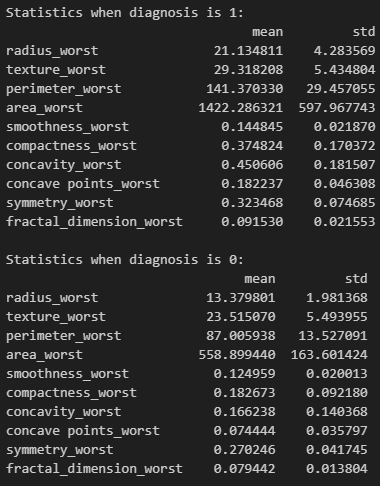 Statistics when diagnosis is 1:
mean std
radius_worst 21.134811 4.283569
texture_worst 29.318208 5.434804
perimeter_worst 141.370330 29.457055
area_worst 1422.286321 597.967743
smoothness_worst 0.144845 0.021870
compactness_worst 0.374824 0.170372
concavity_worst 0.450606 0.181507
concave points_worst 0.182237 0.046308
symmetry_worst 0.323468 0.074685
fractal_dimension_worst 0.091530 0.021553
Statistics when diagnosis is 0:
mean std
radius_worst 13.379801 1.981368
texture_worst 23.515070 5.493955
perimeter_worst 87.005938 13.527091
area_worst 558.899440 163.601424
smoothness_worst 0.124959 0.020013
compactness_worst 0.182673 0.092180
concavity_worst 0.166238 0.140368
concave points_worst 0.074444 0.035797
symmetry_worst 0.270246 0.041745
fractal_dimension_worst 0.079442 0.013804